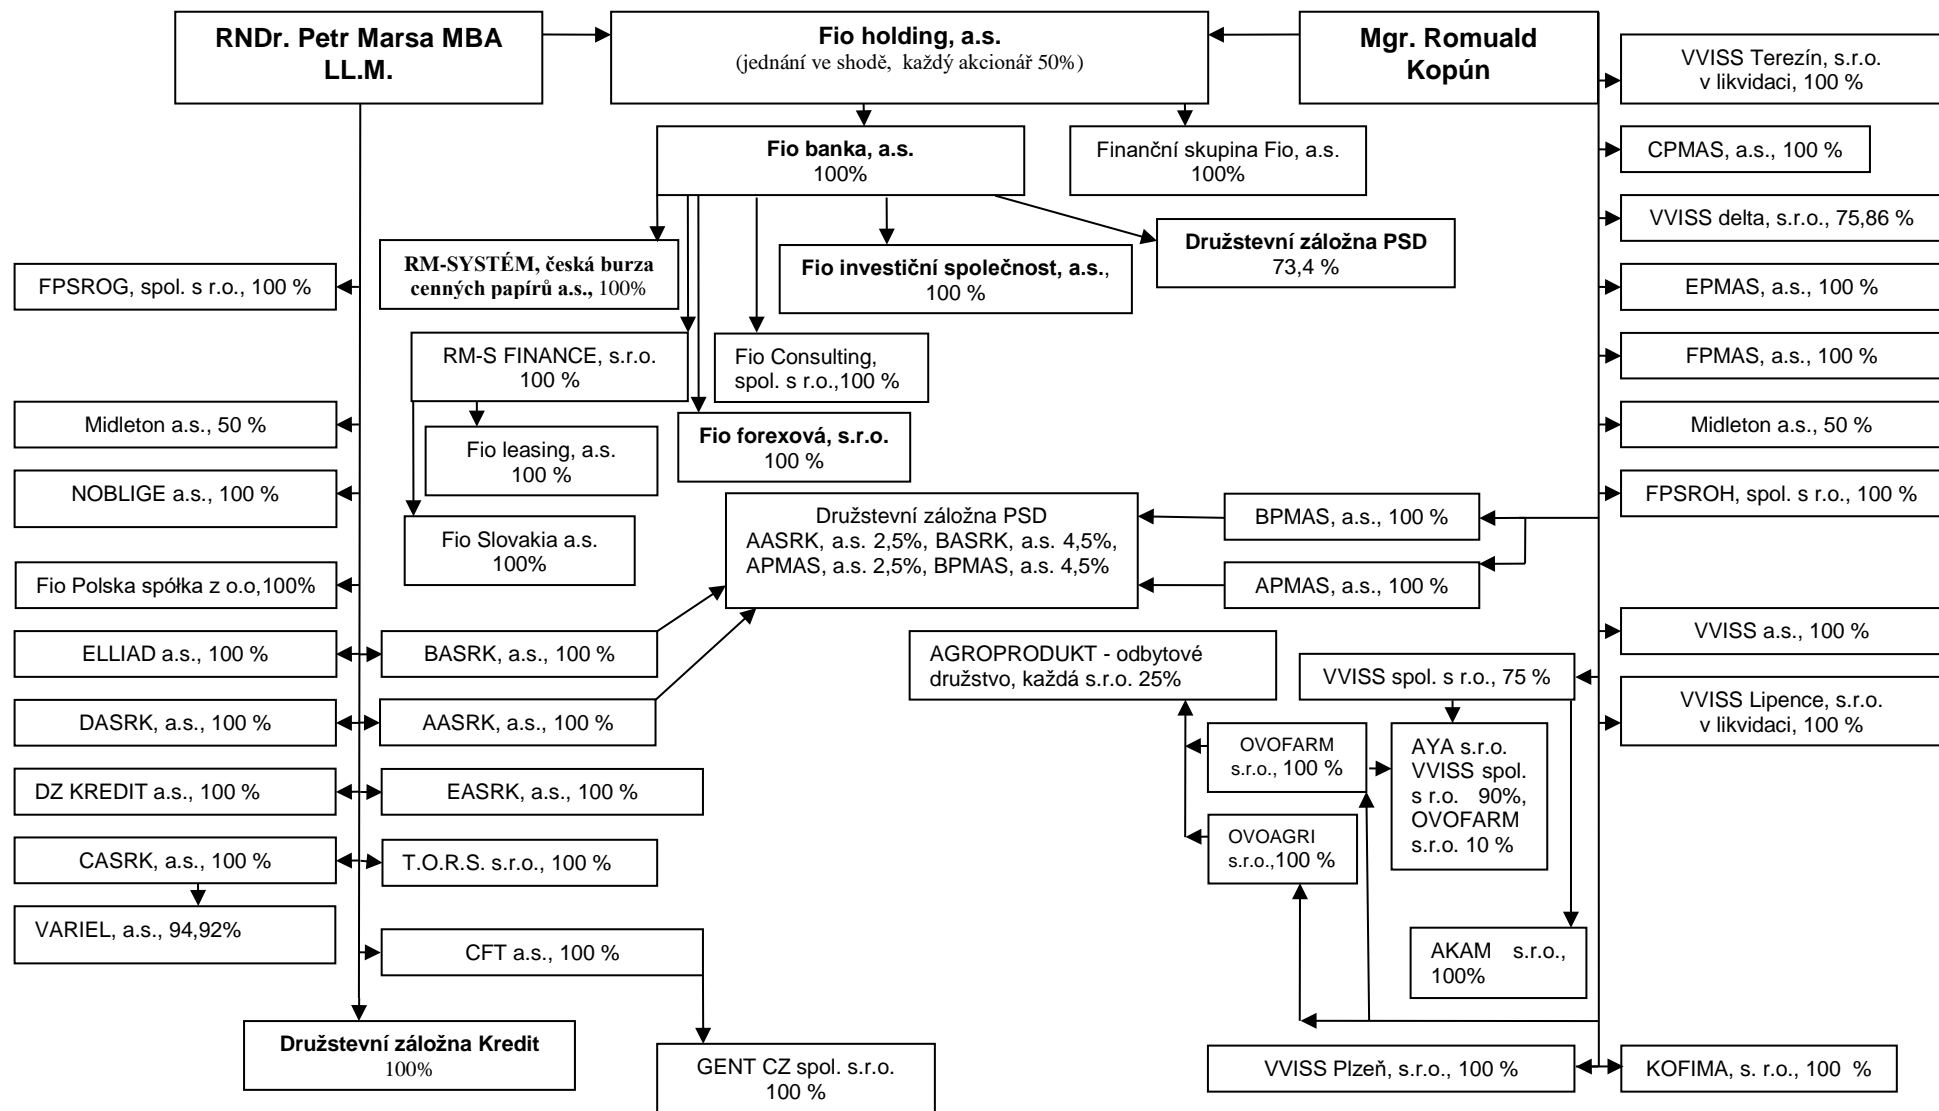 RNDr. Petr Marsa MBA
LL.M.
Fio holding, a.s.
(jednání ve shodě, každý akcionář 50%)
Mgr. Romuald
Kopún
VVISS Terezín, s.r.o.
v likvidaci, 100 %
Fio banka, a.s.
100%
Finanční skupina Fio, a.s.
100%
CPMAS, a.s., 100 %
VVISS delta, s.r.o., 75,86 %
Družstevní záložna PSD
73,4 %
RM-SYSTÉM, česká burza
cenných papírů a.s., 100%
Fio investiční společnost, a.s.,
100 %
FPSROG, spol. s r.o., 100 %
EPMAS, a.s., 100 %
RM-S FINANCE, s.r.o.
100 %
Fio Consulting,
spol. s r.o.,100 %
FPMAS, a.s., 100 %
Midleton a.s., 50 %
Fio leasing, a.s.
100 %
Fio forexová, s.r.o.
100 %
Midleton a.s., 50 %
NOBLIGE a.s., 100 %
FPSROH, spol. s r.o., 100 %
Fio Slovakia a.s.
100%
Družstevní záložna PSD
AASRK, a.s. 2,5%, BASRK, a.s. 4,5%,
APMAS, a.s. 2,5%, BPMAS, a.s. 4,5%
BPMAS, a.s., 100 %
APMAS, a.s., 100 %
Fio Polska spółka z o.o,100%
ELLIAD a.s., 100 %
BASRK, a.s., 100 %
AGROPRODUKT - odbytové
družstvo, každá s.r.o. 25%
VVISS spol. s r.o., 75 %
VVISS a.s., 100 %
DASRK, a.s., 100 %
AASRK, a.s., 100 %
VVISS Lipence, s.r.o.
v likvidaci, 100 %
OVOFARM
s.r.o., 100 %
AYA s.r.o.
VVISS spol.
s r.o. 90%,
OVOFARM
s.r.o. 10 %
DZ KREDIT a.s., 100 %
EASRK, a.s., 100 %
OVOAGRI
s.r.o.,100 %
CASRK, a.s., 100 %
T.O.R.S. s.r.o., 100 %
VARIEL, a.s., 94,92%
CFT a.s., 100 %
AKAM s.r.o.,
100%
Družstevní záložna Kredit
100%
GENT CZ spol. s.r.o.
100 %
VVISS Plzeň, s.r.o., 100 %
KOFIMA, s. r.o., 100 %